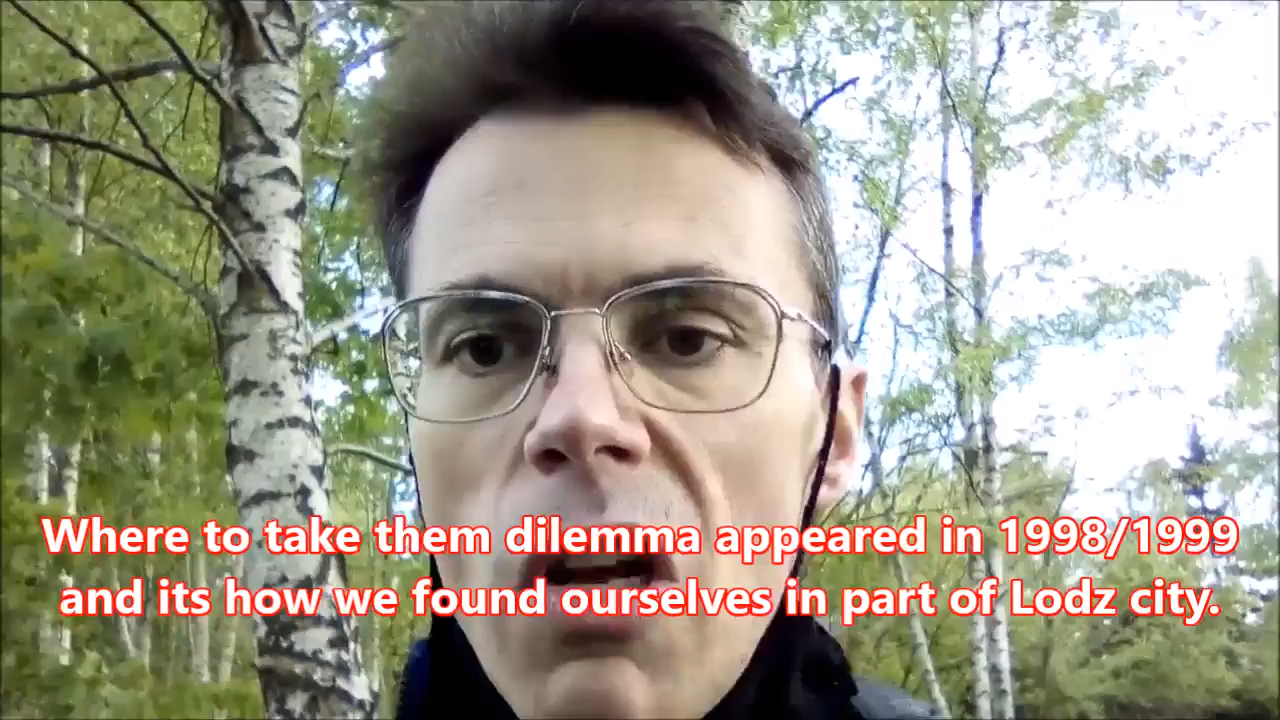 Where to take them dilemma appeared in 1998/1999
and its how we found ourselves in part of Lodz city.